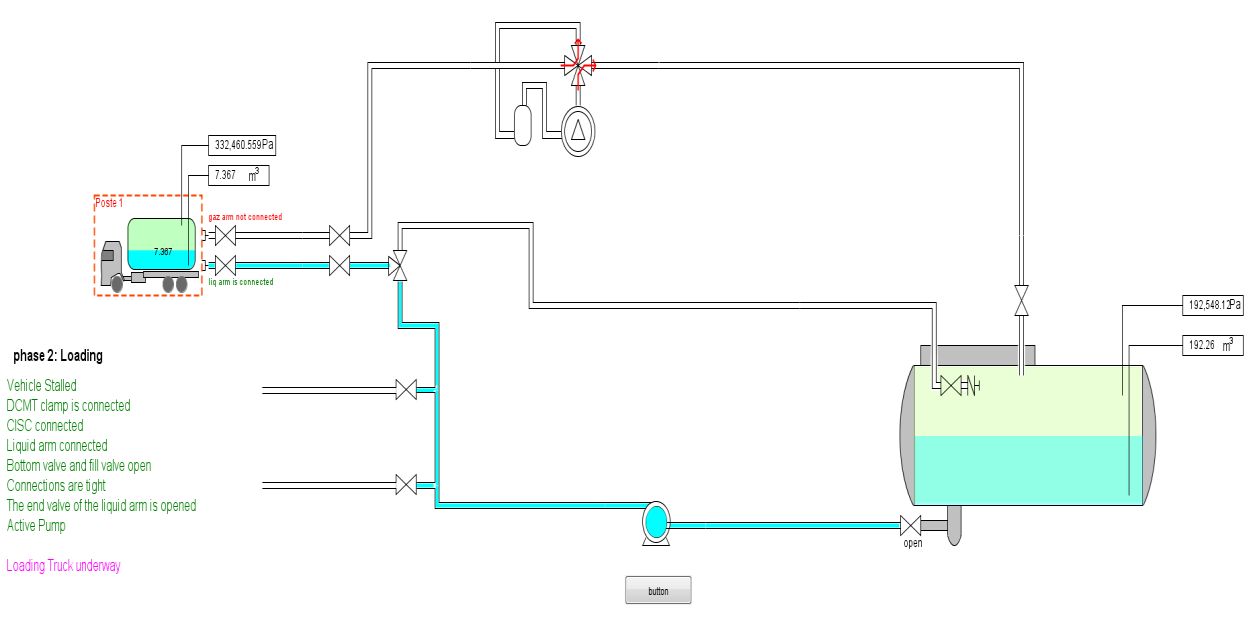 332,460.559Pa
7.367 m³
Poste 1
gaz arm not connected
7.367
liq arm is connected
192,548.12Pa
192.26 m³
phase 2: Loading
Vehicle Stalled
DCMT clamp is connected
CISC connected
Liquid arm connected
Bottom valve and fill valve open
Connections are tight
The end valve of the liquid arm is opened
Active Pump
open
Loading Truck underway
button